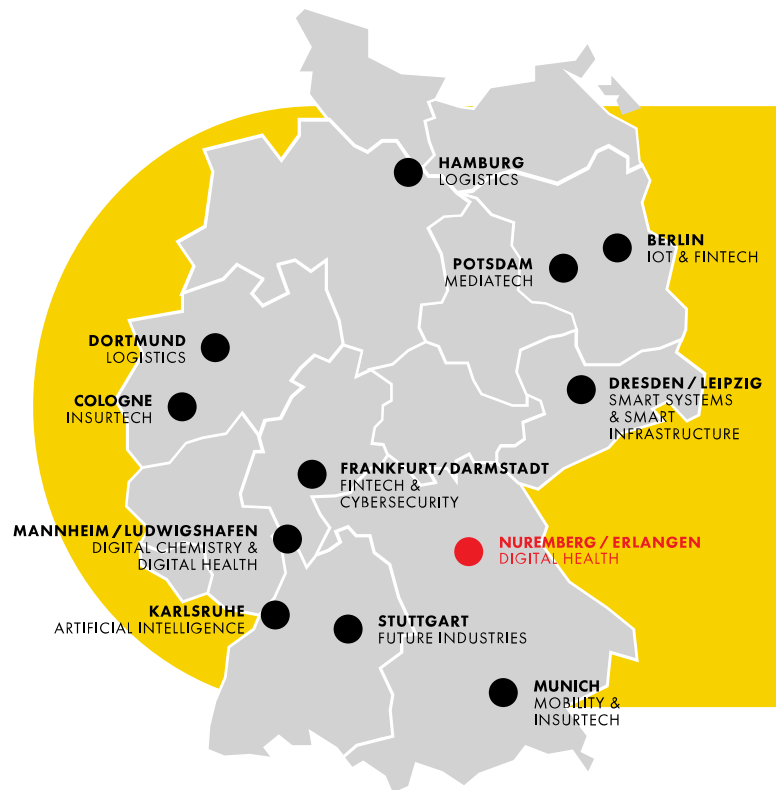 HAMBURG
LOGISTICS
BERLIN
IOT & FINTECH
POTSDAM
MEDIATECH
DORTMUND
LOGISTICS
DRESDEN / LEIPZIG
SMART SYSTEMS
& SMART
INFRASTRUCTURE
COLOGNE
INSURTECH
FRANKFURT / DARMSTADT
FINTECH &
CYBERSECURITY
MANNHEIM / LUDWIGSHAFEN
DIGITAL CHEMISTRY &
DIGITAL HEALTH
NUREMBERG / ERLANGEN
DIGITAL HEALTH
KARLSRUHE
ARTIFICIAL INTELLIGENCE
STUTTGART
FUTURE INDUSTRIES
MUNICH
MOBILITY &
INSURTECH